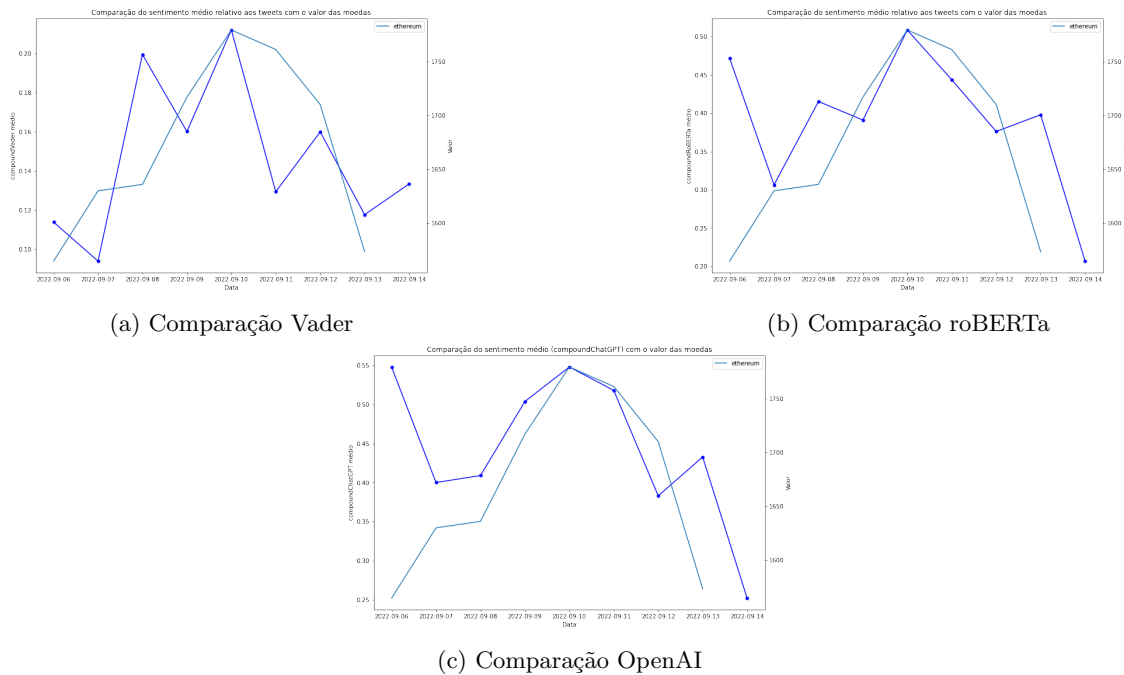 Comparação do sentimento médio relativo aos tweets com o valor das moedas
ethereum
compoundVader médio
0.20
0.18
0.16
0.14
0.12
0.10
1750
1700
1650
1600
Valor
2022-09-06 2022-09-07 2022-09-08 2022-09-09 2022-09-10 2022-09-11 2022-09-12 2022-09-13 2022-09-14
Data
(a) Comparação Vader
Comparação do sentimento médio relativo aos tweets com o valor das moedas
ethereum
compoundRoBERTa médio
0.50
0.45
0.40
0.35
0.30
0.25
0.20
1750
1700
1650
1600
2022-09-06 2022-09-07 2022-09-08 2022-09-09 2022-09-10 2022-09-11 2022-09-12 2022-09-13 2022-09-14
Data
(b) Comparação roBERTa
Comparação do sentimento médio (compoundChatGPT) com o valor das moedas
ethereum
compoundChatGPT médio
0.55
0.50
0.45
0.40
0.35
0.30
0.25
1750
1700
1650
1600
Valor
2022-09-06 2022-09-07 2022-09-08 2022-09-09 2022-09-10 2022-09-11 2022-09-12 2022-09-13 2022-09-14
Data
(c) Comparação OpenAI